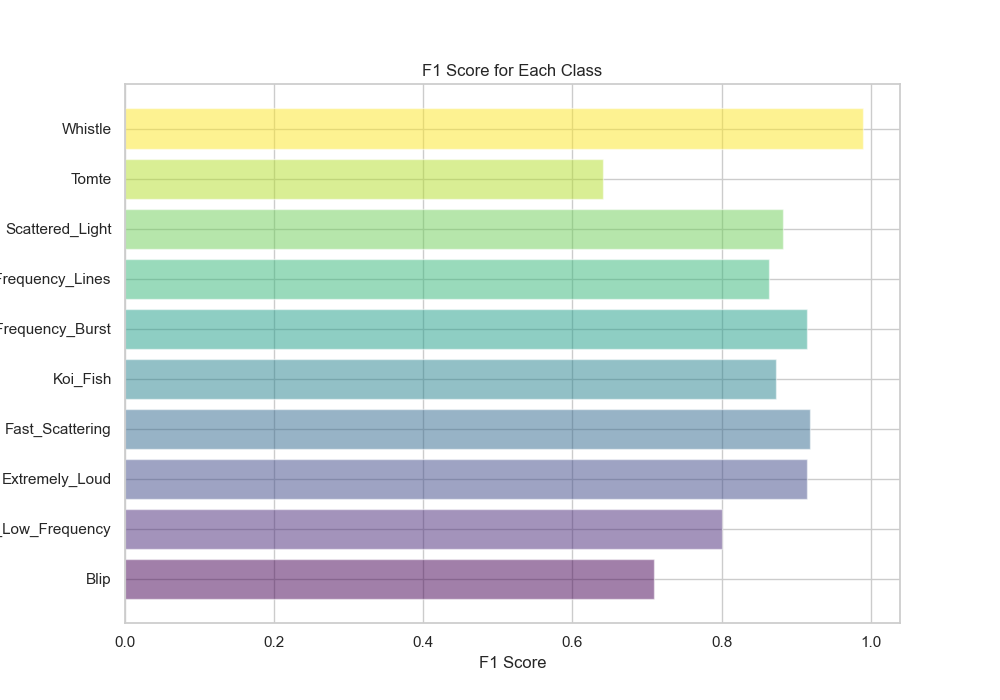 F1 Score for Each Class
Whistle
Tomte
Scattered_Light
Frequency_Lines
Frequency_Burst
Koi_Fish
Fast_Scattering
Extremely_Loud
_Low_Frequency
Blip
0.0 0.2 0.4 0.6 0.8 1.0
F1 Score